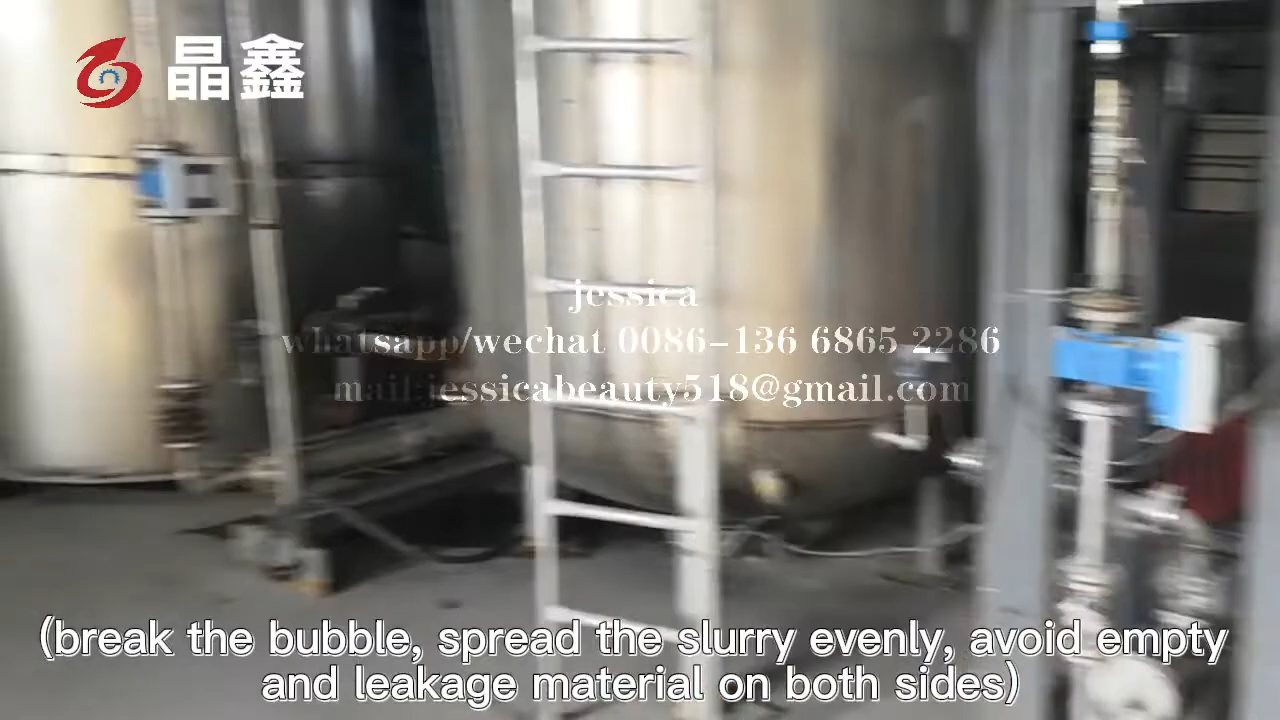 晶鑫
jessica
whatsapp/wechat 0086-136 6865 2286
mail:jessicabeauty518@gmail.com
(break the bubble, spread the slurry evenly, avoid empty
and leakage material on both sides)